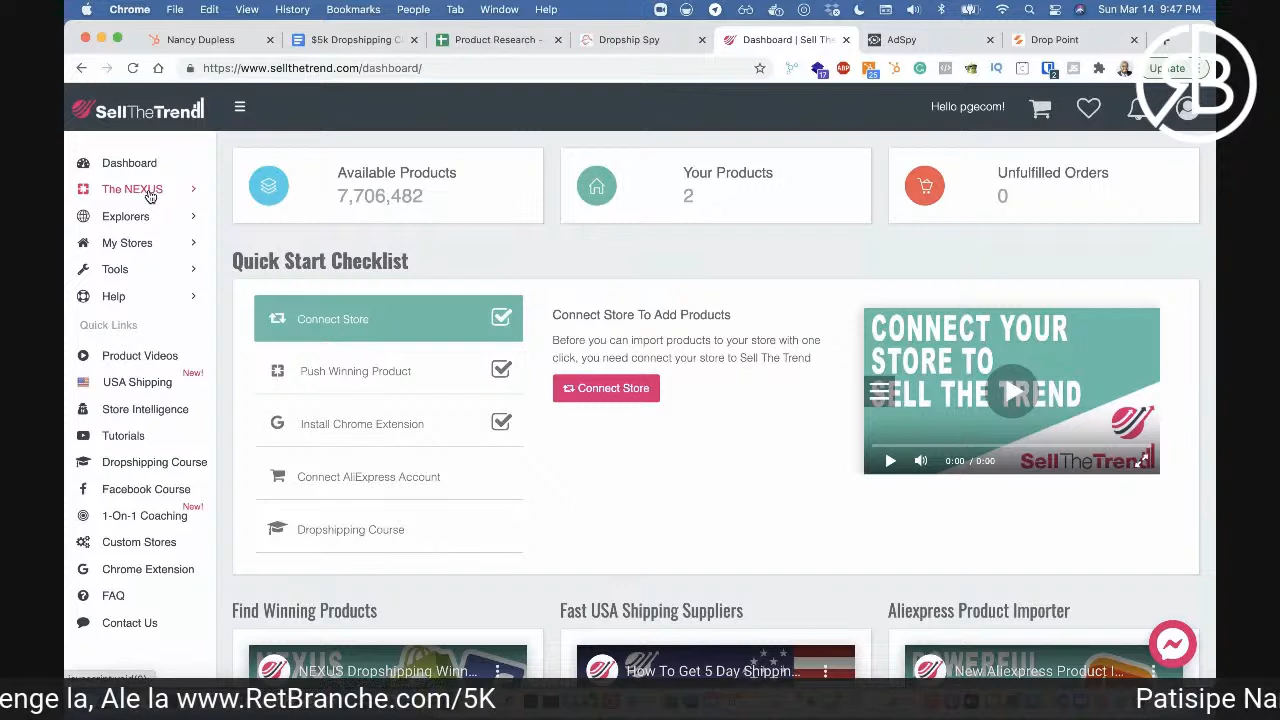 Chrome File Edit View History Bookmarks People Tab Window Help Sun Mar 14 9:47 PM
Nancy Dupless × $5k Dropshipping C × Product Research - × Dropship Spy × Dashboard | Sell The × AdSpy × Drop Point ×
https://www.sellthetrend.com/dashboard/ Update
SELLTHETREND Hello pgecom!
Dashboard
The NEXUS
Explorers
My Stores
Tools
Help
Quick Links
Product Videos
New!
USA Shipping
Store Intelligence
Tutorials
Dropshipping Course
Facebook Course
New!
1-On-1 Coaching
Custom Stores
Chrome Extension
FAQ
Contact Us
Available Products
7,706,482
Your Products
2
Unfulfilled Orders
0
Quick Start Checklist
Connect Store
Push Winning Product
Install Chrome Extension
Connect AliExpress Account
Dropshipping Course
Connect Store To Add Products
Before you can import products to your store with one
click, you need connect your store to Sell The Trend
Connect Store
CONNECT YOUR
STORE TO
SELL THE TREND
0:00 / 0:00 SELLTHETREND
Find Winning Products
Fast USA Shipping Suppliers
Aliexpress Product Importer
NEXUS Dropshipping Winn...
How To Get 5 Day Shippin...
New Aliexpress Product I...
enge la, Ale la www.RetBranche.com/5K Patisipe Na